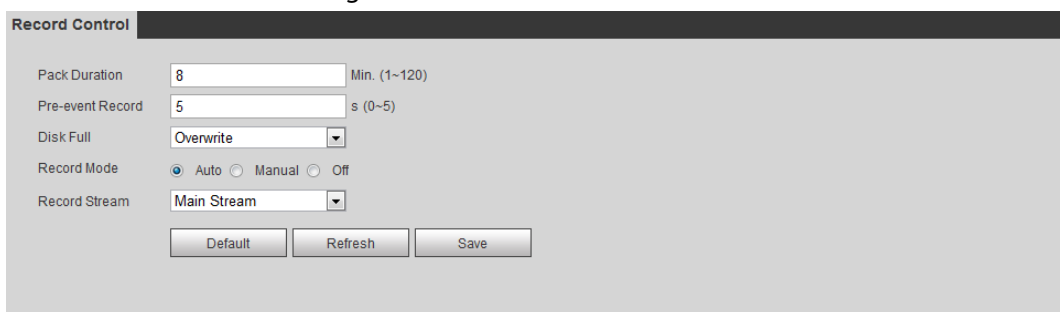 Record Control
Pack Duration 8 Min. (1~120)
Pre-event Record 5 s (0~5)
Disk Full Overwrite
Record Mode Auto Manual Off
Record Stream Main Stream
Default Refresh Save